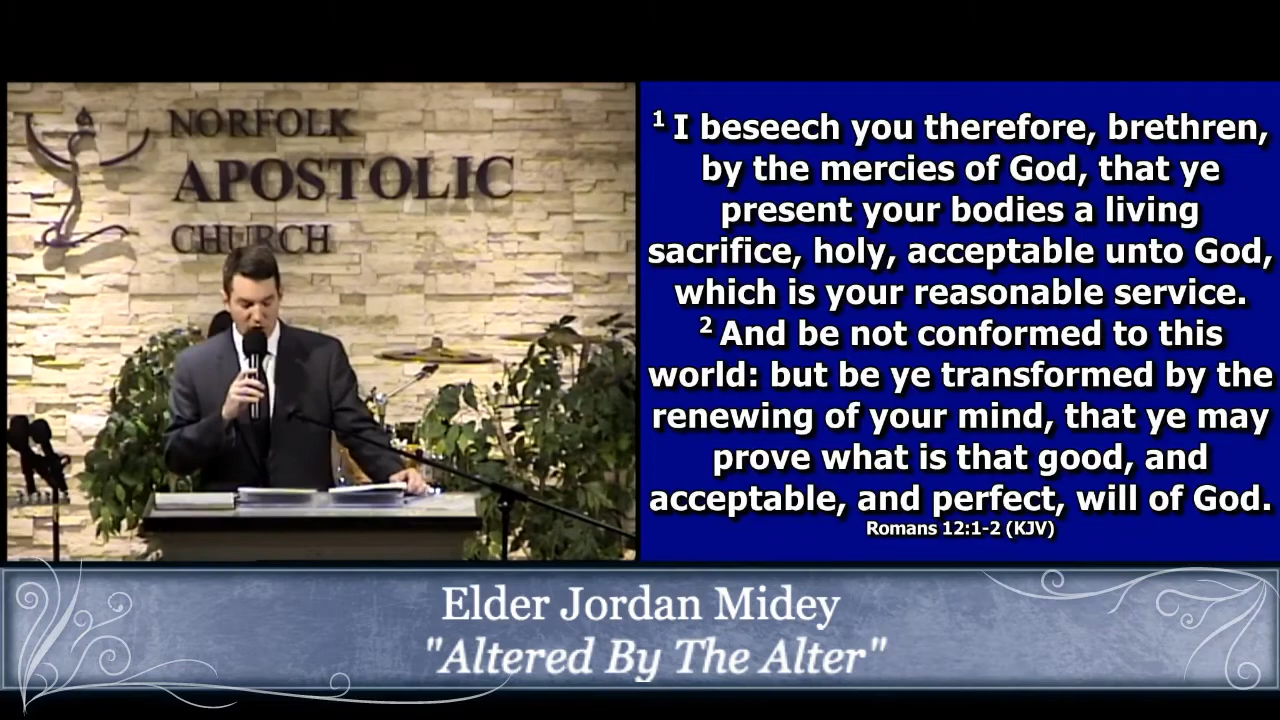 NORFOLK
APOSTOLIC
CHURCH
1 I beseech you therefore, brethren,
by the mercies of God, that ye
present your bodies a living
sacrifice, holy, acceptable unto God,
which is your reasonable service.
2 And be not conformed to this
world: but be ye transformed by the
renewing of your mind, that ye may
prove what is that good, and
acceptable, and perfect, will of God.
Romans 12:1-2 (KJV)
Elder Jordan Midey
"Altered By The Alter"